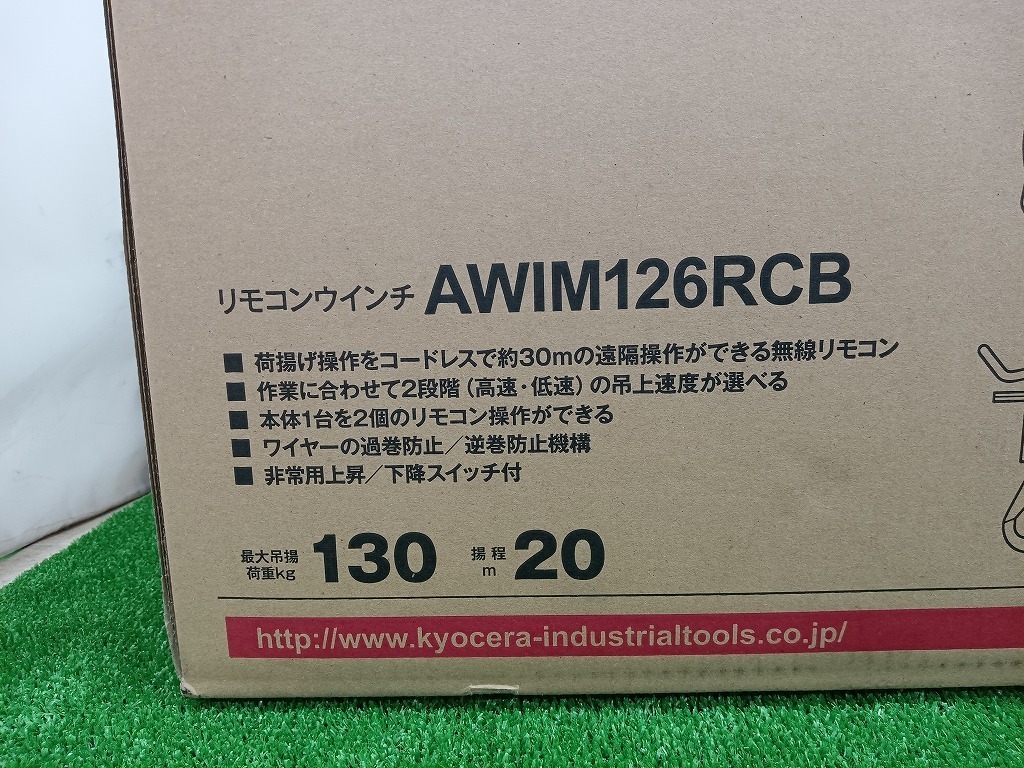 リモコンウインチ AWIM126RCB
■ 荷揚げ操作をコードレスで約30mの遠隔操作ができる無線リモコン
■ 作業に合わせて2段階（高速・低速）の吊上速度が選べる
■ 本体1台を2個のリモコン操作ができる
■ ワイヤーの過巻防止／逆巻防止機構
■ 非常用上昇／下降スイッチ付
最大吊揚荷重kg 130 揚程m 20
http://www.kyocera-industrialtools.co.jp/